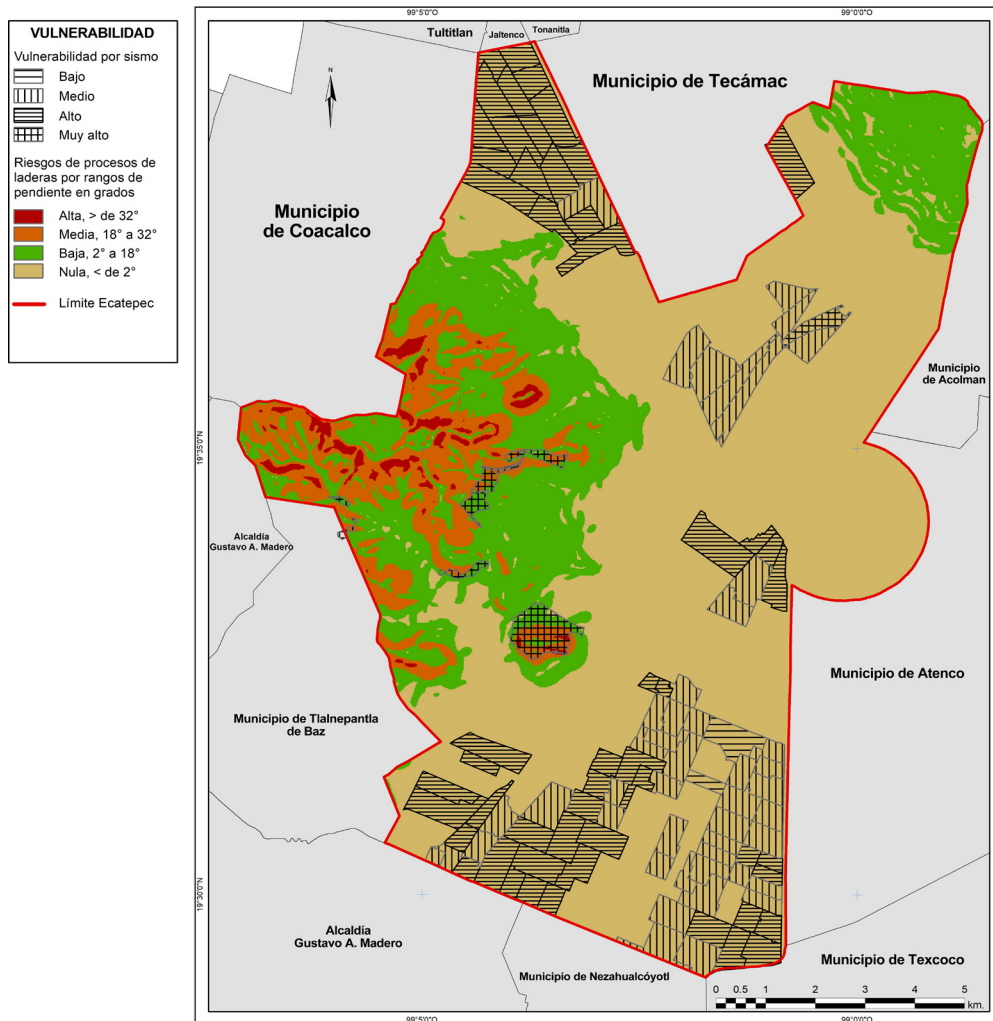 VULNERABILIDAD
Vulnerabilidad por sismo
Bajo
Medio
Alto
Muy alto
Riesgos de procesos de
laderas por rangos de
pendiente en grados
Alta, > de 32°
Media, 18° a 32°
Baja, 2° a 18°
Nula, < de 2°
Límite Ecatepec
99°5'0"O
99°0'0"O
Tultitlan
Jaltenco
Tonanitla
N
Municipio de Tecámac
Municipio
de Coacalco
Municipio
de Acolman
19°35'0"N
Alcaldía
Gustavo A. Madero
Municipio de Atenco
Municipio de Tlalnepantla
de Baz
19°30'0"N
Alcaldía
Gustavo A. Madero
Municipio de Nezahualcóyotl
Municipio de Texcoco
0 0.5 1 2 3 4 5
km.
99°5'0"O
99°0'0"O